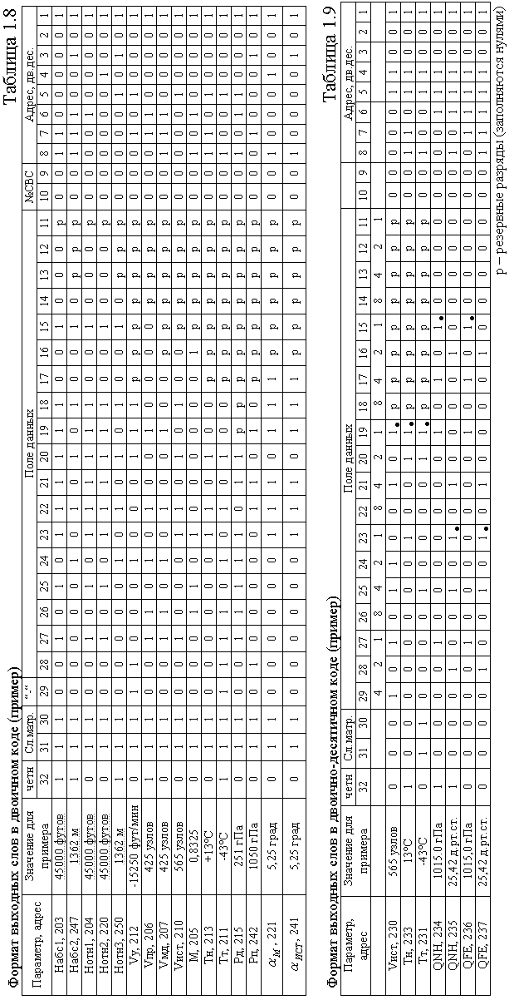 Таблица 1.8
Формат выходных слов в двоичном коде (пример)
Параметр, адрес Значение для примера четн Сл.матр. “-“ Поле данных №СВС Адрес, дв.дес.
32 31 30 29 28 27 26 25 24 23 22 21 20 19 18 17 16 15 14 13 12 11 10 9 8 7 6 5 4 3 2 1
Набс1, 203 45000 футов 1 1 1 0 0 1 0 1 0 1 1 1 1 1 1 0 0 1 0 0 0 р 0 0 1 1 0 0 0 0 0 1
Набс2, 247 1362 м 1 1 1 0 0 0 0 0 1 0 1 0 1 0 1 0 0 1 0 р р р 0 0 1 1 1 0 0 1 0 1
Нотн1, 204 45000 футов 0 1 1 0 0 1 0 1 0 1 1 1 1 1 1 0 0 1 0 0 0 р 0 0 0 0 1 0 0 0 0 1
Нотн2, 220 45000 футов 0 1 1 0 0 1 0 1 0 1 1 1 1 1 1 0 0 1 0 0 0 р 0 0 0 0 0 0 1 0 0 1
Нотн3, 250 1362 м 1 1 1 0 0 0 0 0 1 0 1 0 1 0 1 0 0 1 0 р р р 0 0 0 0 0 1 0 1 0 1
Vy, 212 -15250 фут/мин 0 1 1 1 1 0 0 0 1 0 0 0 1 1 1 р р р р р р р 0 0 0 1 0 1 0 0 0 1
Vпр, 206 425 узлов 1 1 1 0 0 1 1 0 1 0 1 0 0 1 0 р р р р р р р 0 0 0 1 1 0 0 0 0 1
Vмд, 207 425 узлов 0 1 1 0 0 1 1 0 1 0 1 0 0 1 0 р р р р р р р 0 0 1 1 1 0 0 0 0 1
Vист, 210 565 узлов 0 1 1 0 0 1 0 0 0 1 1 0 1 0 1 р р р р р р р 0 0 0 0 0 1 0 0 0 1
М, 205 0,8325 0 1 1 0 0 0 1 1 0 1 0 0 0 0 0 0 1 р р р р р 0 0 1 0 1 0 0 0 0 1
Тн, 213 +13°С 0 1 1 0 0 0 0 0 0 1 1 0 1 0 0 р р р р р р р 0 0 1 1 0 1 0 0 0 1
Тт, 211 -43°С 1 1 1 1 1 1 1 0 1 0 1 0 1 0 0 р р р р р р р 0 0 1 0 0 1 0 0 0 1
Рд, 215 251 гПа 0 1 1 0 0 1 1 1 1 1 0 1 1 р р р р р р р р р 0 0 1 0 1 1 0 0 0 1
Рп, 242 1050 гПа 0 1 1 0 1 0 0 0 0 0 1 1 0 1 0 р р р р р р р 0 0 0 1 0 0 0 1 0 1
αМ, 221 5,25 град 0 1 1 0 0 0 0 0 0 1 1 1 0 1 1 1 р р р р р р 0 0 1 0 0 0 1 0 0 1
αист, 241 5,25 град 0 1 1 0 0 0 0 0 0 1 1 1 0 1 1 1 р р р р р р 0 0 1 0 0 0 0 1 0 1
Таблица 1.9
Формат выходных слов в двоично-десятичном коде (пример)
Параметр, адрес Значение для примера четн Сл.матр. Поле данных Адрес, дв.дес.
32 31 30 29 28 27 26 25 24 23 22 21 20 19 18 17 16 15 14 13 12 11 10 9 8 7 6 5 4 3 2 1
4 2 1 8 4 2 1 8 4 2 1 8 4 2 1 8 4 2 1
Vист, 230 565 узлов 0 0 0 1 0 1 0 1 1 0 0 1 0 1• р р р р р р р р 0 0 0 0 0 1 1 0 0 1
Тн, 233 13°С 1 0 0 0 0 0 0 0 0 1 0 0 1 1• р р р р р р р р 0 0 1 1 0 1 1 0 0 1
Тт, 231 -43°С 0 1 1 0 0 0 0 1 0 0 0 0 1 1• р р р р р р р р 0 0 1 0 0 1 1 0 0 1
QNH, 234 1015.0 гПа 1 0 0 0 0 1 0 0 0 0 0 0 0 1 0 1 0 1• 0 0 0 0 0 0 0 0 1 1 1 0 0 1
QNH, 235 25,42 д.рт.ст. 1 0 0 0 1 0 0 1 0 1• 0 1 0 0 0 0 1 0 0 0 0 0 0 0 1 0 1 1 1 0 0 1
QFE, 236 1015.0 гПа 0 0 0 0 0 1 0 0 0 0 0 0 0 1 0 1 0 1• 0 0 0 0 0 0 0 1 1 1 1 0 0 1
QFE, 237 25,42 д.рт.ст. 0 0 0 0 1 0 0 1 0 1• 0 1 0 0 0 0 1 0 0 0 0 0 0 0 1 1 1 1 1 0 0 1
р – резервные разряды (заполняются нулями)